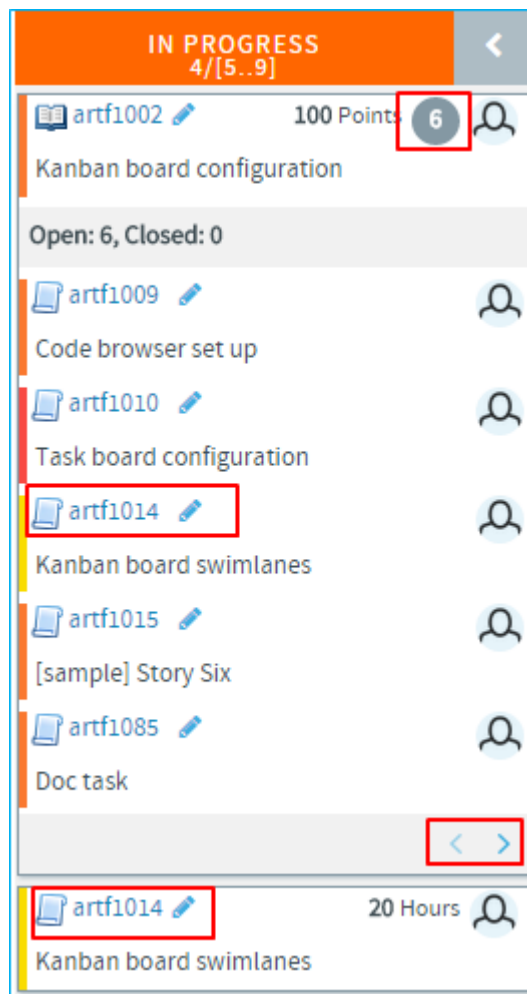 IN PROGRESS
4/[5..9]
artf1002 100 Points 6
Kanban board configuration
Open: 6, Closed: 0
artf1009
Code browser set up
artf1010
Task board configuration
artf1014
Kanban board swimlanes
artf1015
[sample] Story Six
artf1085
Doc task
artf1014 20 Hours
Kanban board swimlanes